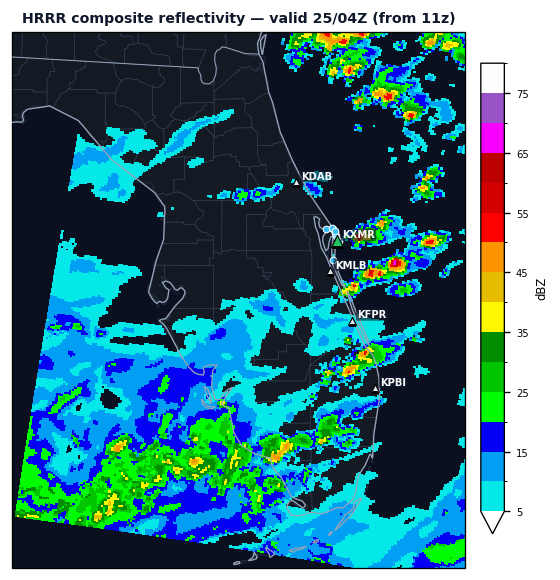 HRRR composite reflectivity — valid 25/04Z (from 11z)
KDAB
KXMR
KMLB
KFPR
KPBI
75
65
55
45
35
25
15
5
dBZ